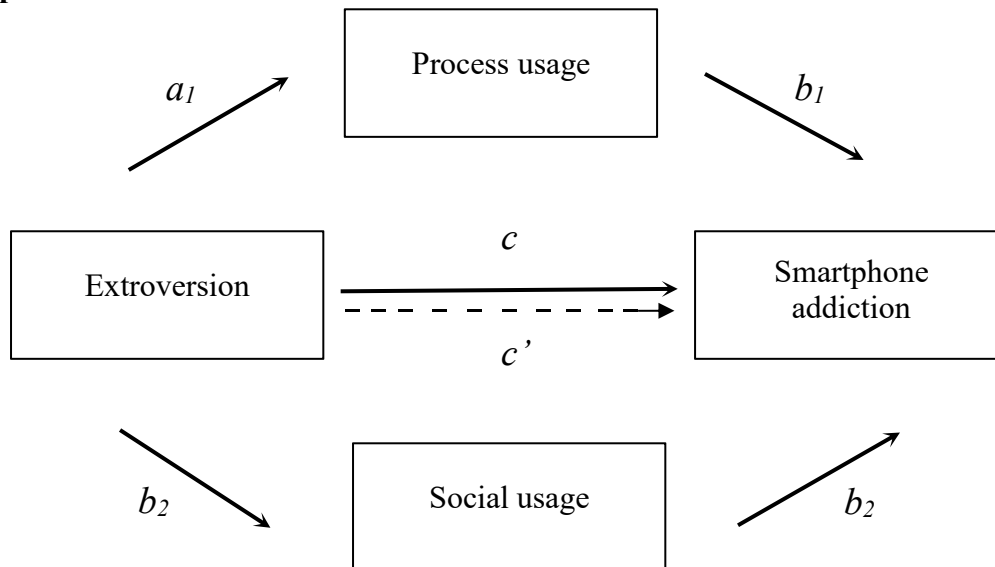 Process usage
a1
b1
c
Extroversion
Smartphone
addiction
c’
b2
Social usage
b2